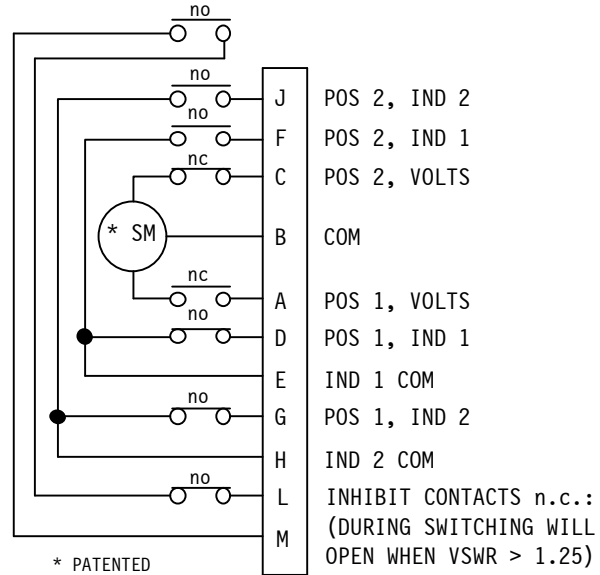 no
no
J POS 2, IND 2
no
F POS 2, IND 1
nc
C POS 2, VOLTS
* SM
B COM
nc
A POS 1, VOLTS
no
D POS 1, IND 1
E IND 1 COM
no
G POS 1, IND 2
H IND 2 COM
no
L INHIBIT CONTACTS n.c.:
M (DURING SWITCHING WILL
OPEN WHEN VSWR > 1.25)
* PATENTED